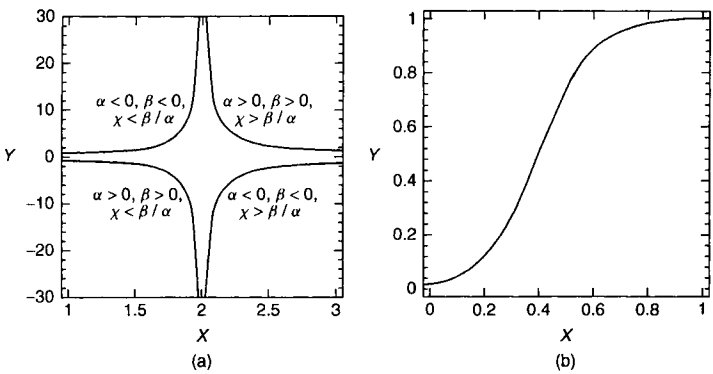 30
20
10
Y
0
-10
-20
-30
α < 0, β < 0,
χ < β / α
α > 0, β > 0,
χ > β / α
α > 0, β > 0,
χ < β / α
α < 0, β < 0,
χ > β / α
1
1.5
2
2.5
3
X
(a)
1
0.8
0.6
Y
0.4
0.2
0
0
0.2
0.4
0.6
0.8
1
X
(b)